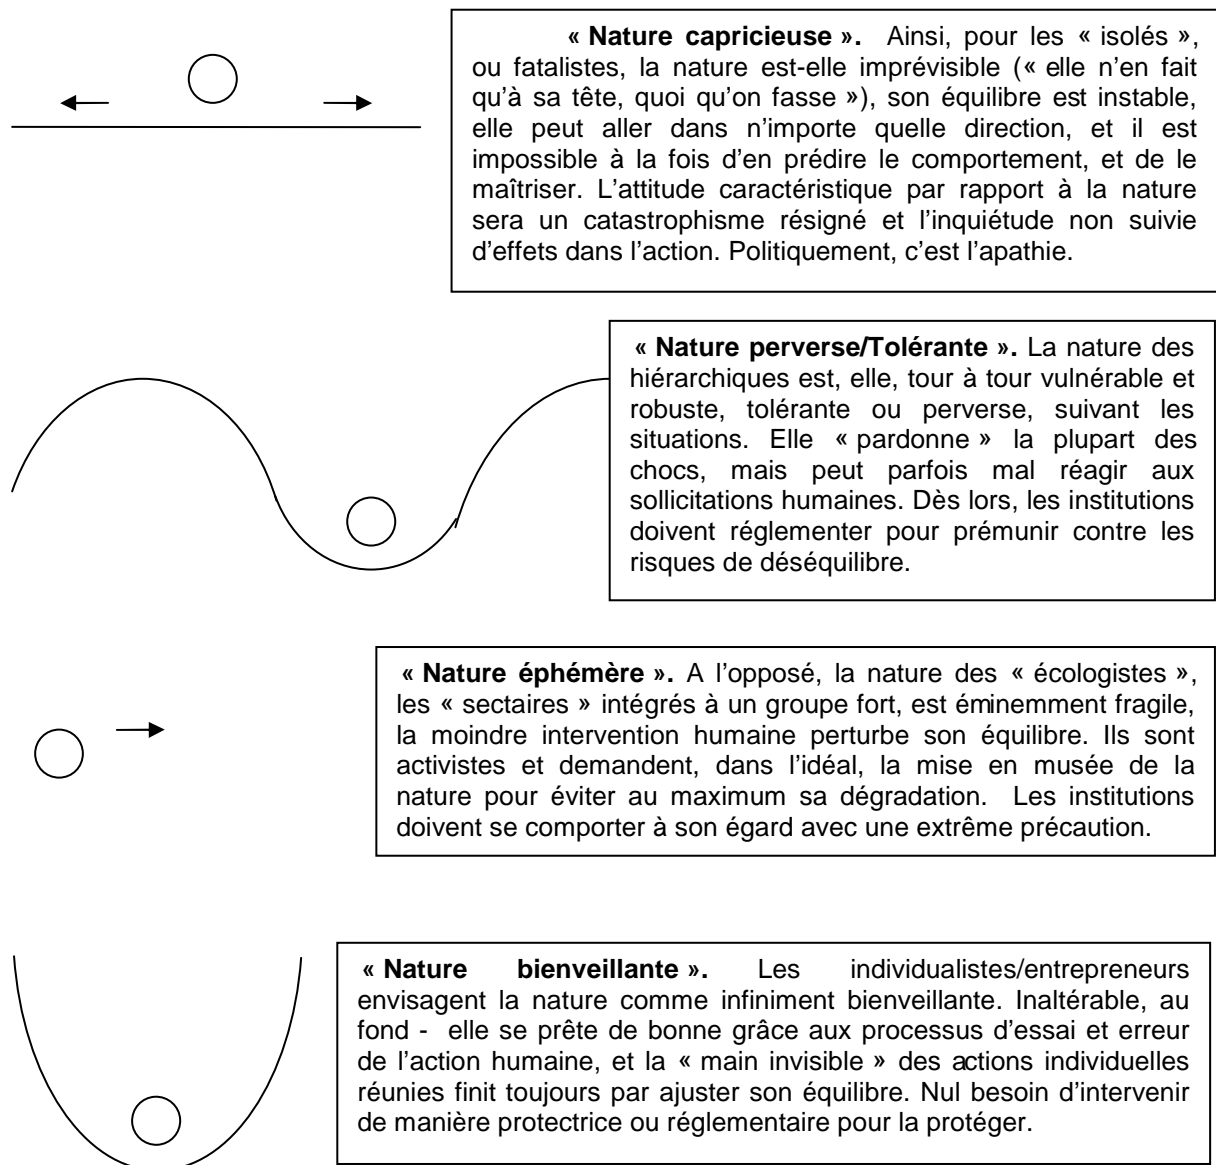 « Nature capricieuse ». Ainsi, pour les « isolés »,
ou fatalistes, la nature est-elle imprévisible (« elle n'en fait
qu'à sa tête, quoi qu'on fasse »), son équilibre est instable,
elle peut aller dans n'importe quelle direction, et il est
impossible à la fois d'en prédire le comportement, et de le
maîtriser. L'attitude caractéristique par rapport à la nature
sera un catastrophisme résigné et l'inquiétude non suivie
d'effets dans l'action. Politiquement, c'est l'apathie.
« Nature perverse/Tolérante ». La nature des
hiérarchiques est, elle, tour à tour vulnérable et
robuste, tolérante ou perverse, suivant les
situations. Elle « pardonne » la plupart des
chocs, mais peut parfois mal réagir aux
sollicitations humaines. Dès lors, les institutions
doivent réglementer pour prémunir contre les
risques de déséquilibre.
« Nature éphémère ». A l'opposé, la nature des « écologistes »,
les « sectaires » intégrés à un groupe fort, est éminemment fragile,
la moindre intervention humaine perturbe son équilibre. Ils sont
activistes et demandent, dans l'idéal, la mise en musée de la
nature pour éviter au maximum sa dégradation. Les institutions
doivent se comporter à son égard avec une extrême précaution.
« Nature bienveillante ». Les individualistes/entrepreneurs
envisagent la nature comme infiniment bienveillante. Inaltérable, au
fond - elle se prête de bonne grâce aux processus d'essai et erreur
de l'action humaine, et la « main invisible » des actions individuelles
réunies finit toujours par ajuster son équilibre. Nul besoin d'intervenir
de manière protectrice ou réglementaire pour la protéger.